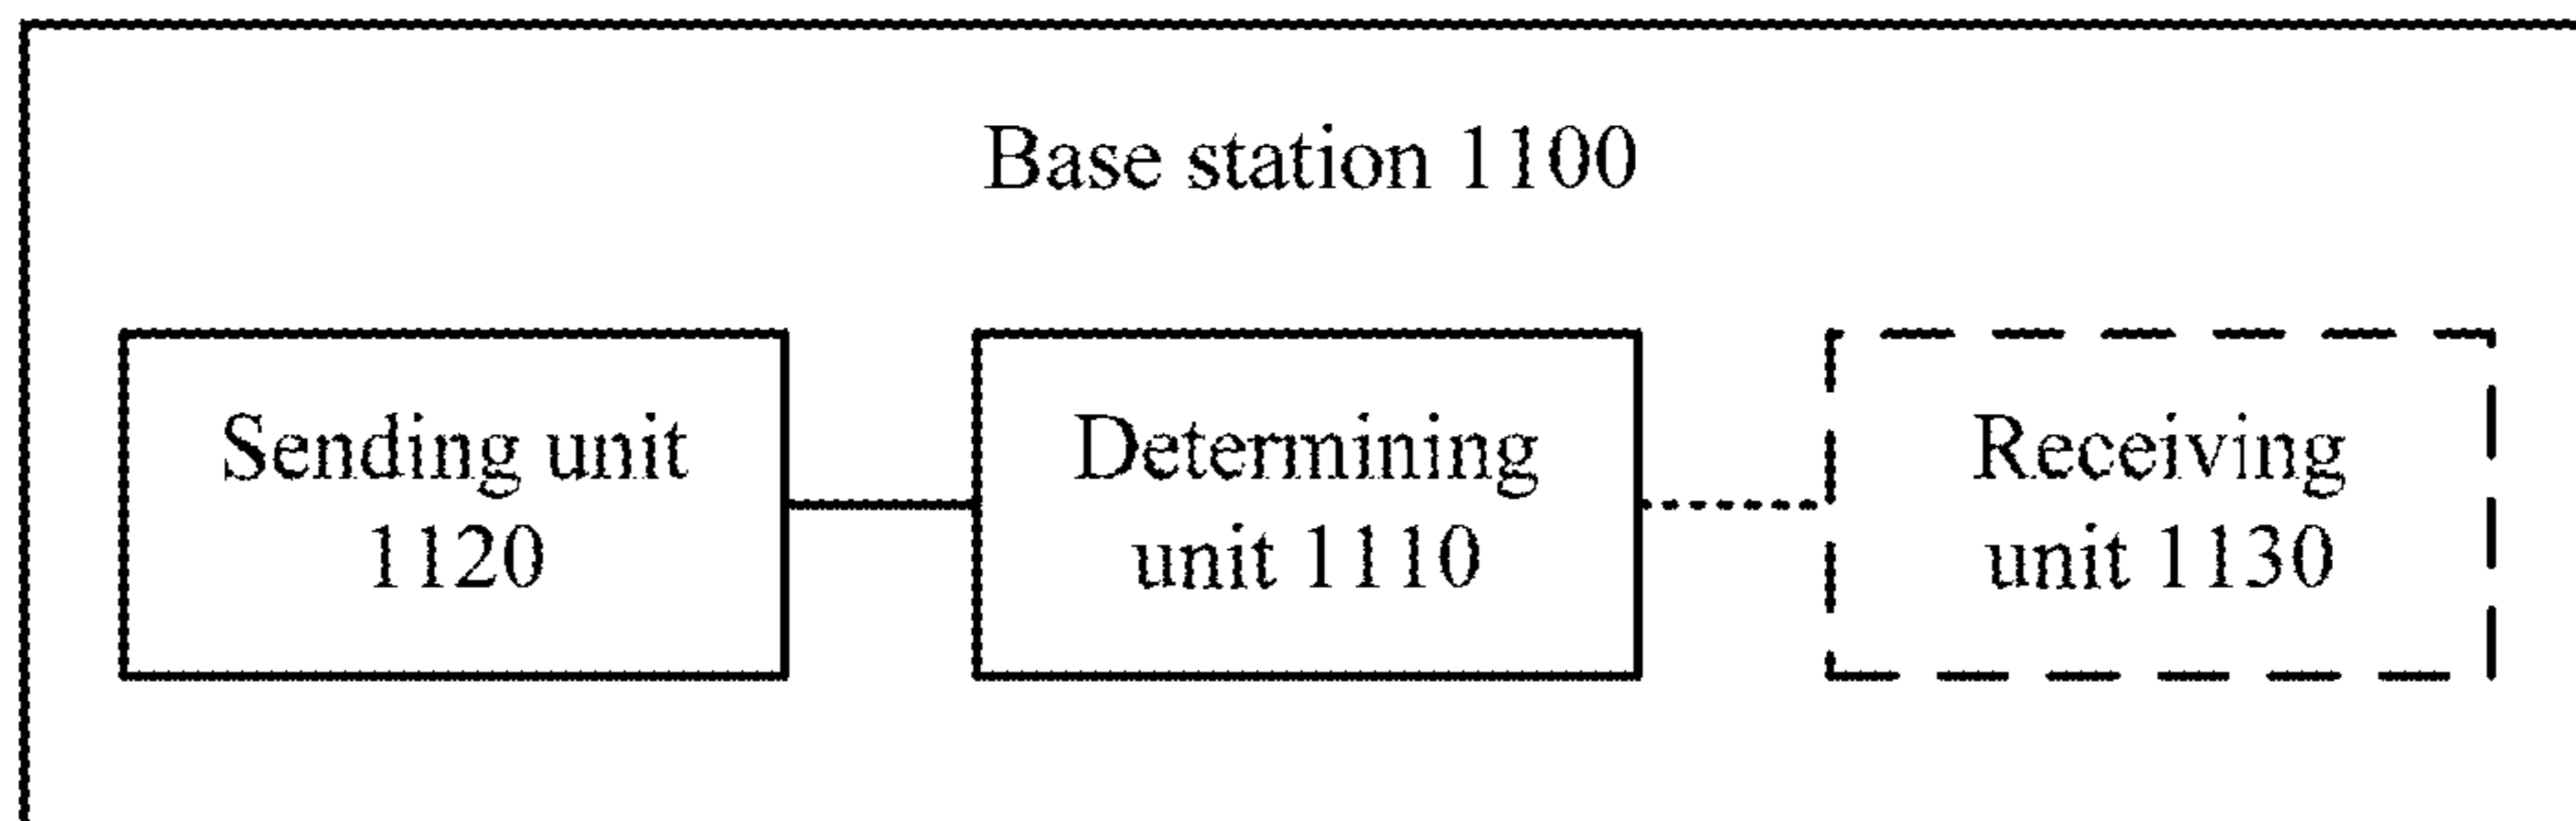 Base station 1100
Sending unit
1120
Determining
unit 1110
Receiving
unit 1130